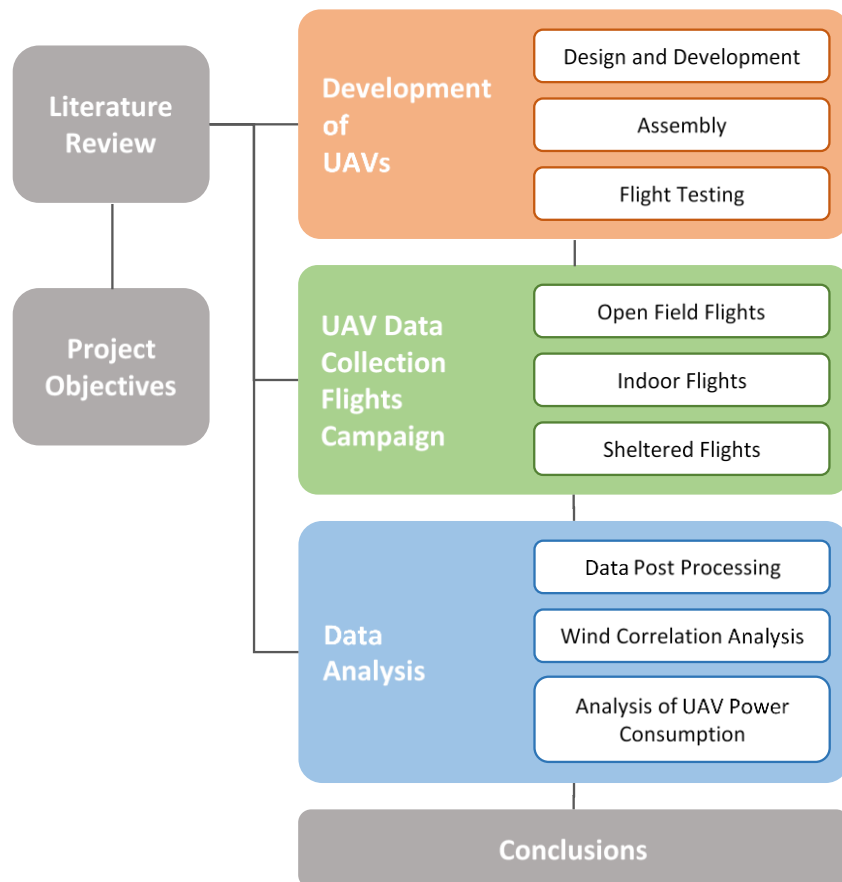 Literature
Review
Project
Objectives
Development
of
UAVs
Design and Development
Assembly
Flight Testing
UAV Data
Collection
Flights
Campaign
Open Field Flights
Indoor Flights
Sheltered Flights
Data
Analysis
Data Post Processing
Wind Correlation Analysis
Analysis of UAV Power
Consumption
Conclusions